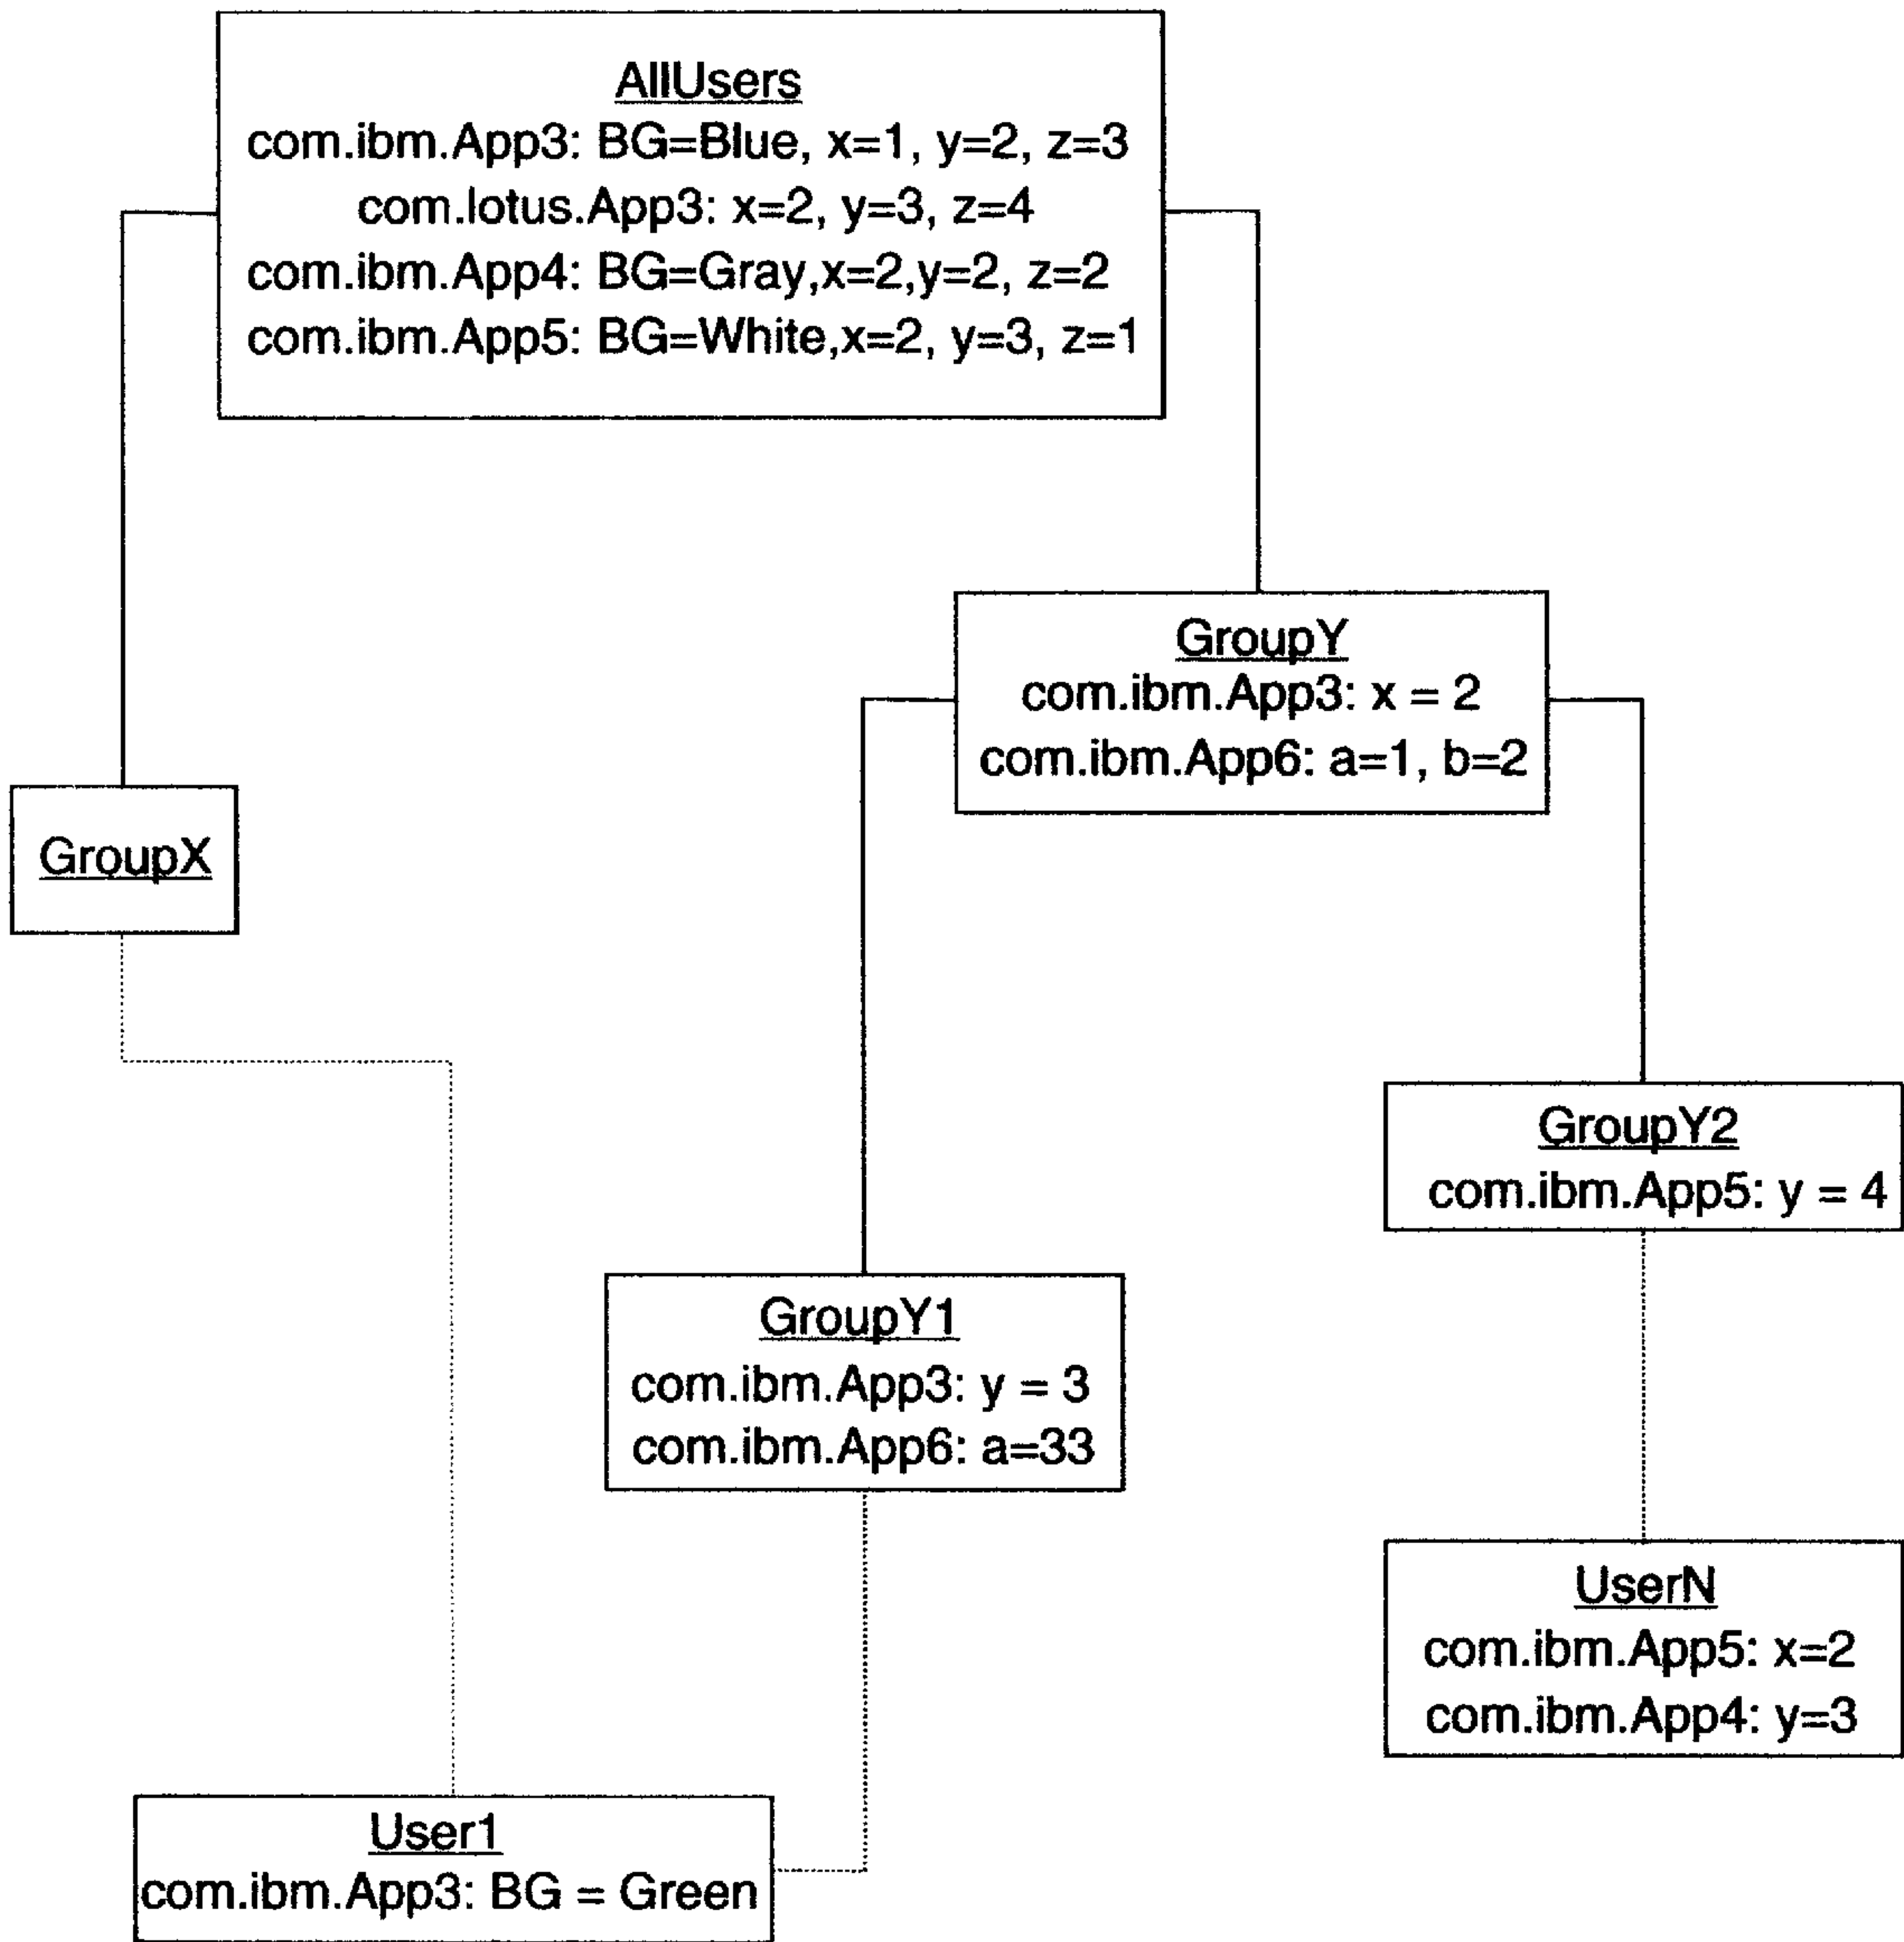 AllUsers
com.ibm.App3: BG=Blue, x=1, y=2, z=3
com.lotus.App3: x=2, y=3, z=4
com.ibm.App4: BG=Gray,x=2,y=2, z=2
com.ibm.App5: BG=White,x=2, y=3, z=1
GroupY
com.ibm.App3: x = 2
com.ibm.App6: a=1, b=2
GroupX
GroupY2
com.ibm.App5: y = 4
GroupY1
com.ibm.App3: y = 3
com.ibm.App6: a=33
UserN
com.ibm.App5: x=2
com.ibm.App4: y=3
User1
com.ibm.App3: BG = Green